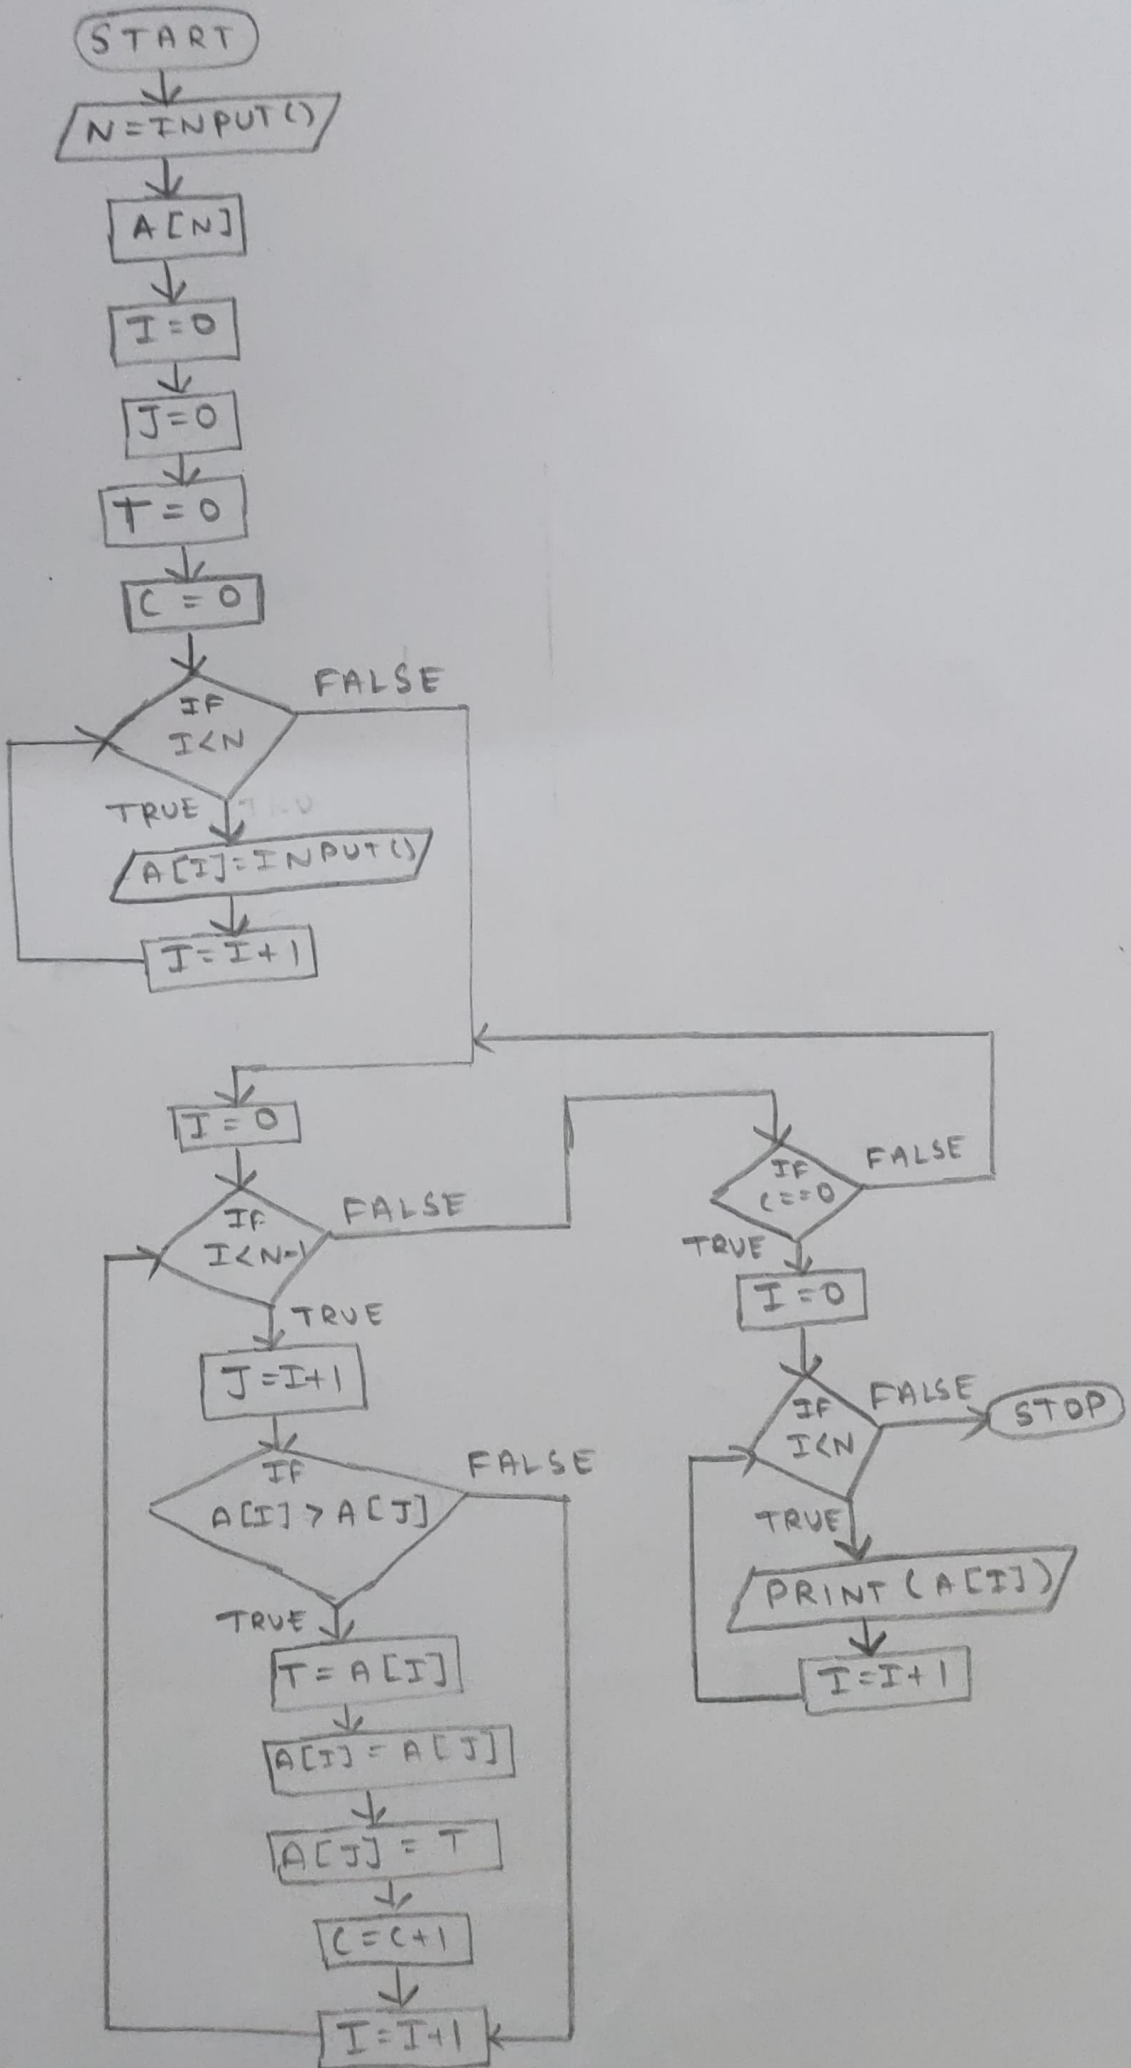 START
N=INPUT()
A[N]
I=0
J=0
T=0
C=0
IF
I<N
FALSE
TRUE
A[I]=INPUT()
I=I+1
I=0
IF
I<N-1
FALSE
TRUE
J=I+1
IF
A[I]>A[J]
FALSE
TRUE
T=A[I]
A[I]=A[J]
A[J]=T
C=C+1
I=I+1
IF
C==0
FALSE
TRUE
I=0
IF
I<N
FALSE
STOP
TRUE
PRINT(A[I])
I=I+1